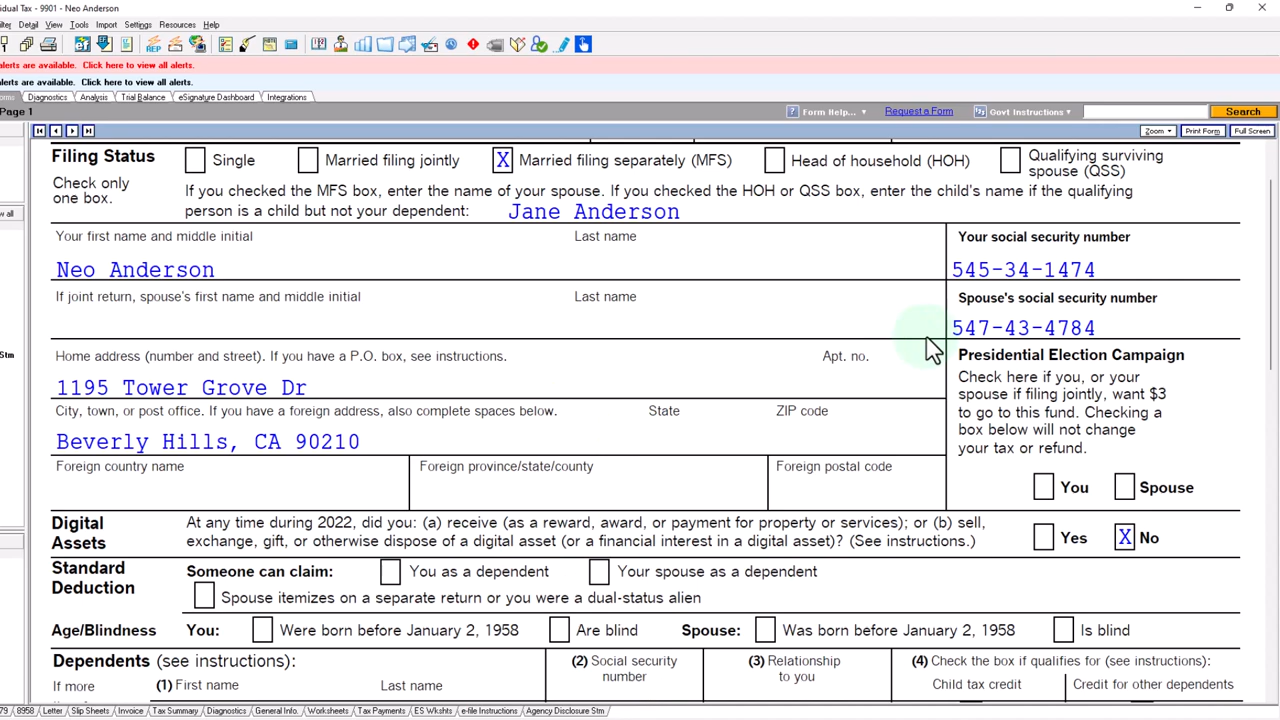 idual Tax - 9901 - Neo Anderson
Detail View Tools Import Settings Resources Help
alerts are available. Click here to view all alerts.
alerts are available. Click here to view all alerts.
Diagnostics Analysis Trial Balance eSignature Dashboard Integrations
Page 1 Form Help... Request a Form Govt Instructions Search
Zoom Print Form Full Screen
Filing Status Single Married filing jointly X Married filing separately (MFS) Head of household (HOH) Qualifying surviving spouse (QSS)
Check only one box.
If you checked the MFS box, enter the name of your spouse. If you checked the HOH or QSS box, enter the child's name if the qualifying
person is a child but not your dependent: Jane Anderson
Your first name and middle initial Last name Your social security number
Neo Anderson 545-34-1474
If joint return, spouse's first name and middle initial Last name Spouse's social security number
547-43-4784
Home address (number and street). If you have a P.O. box, see instructions. Apt. no.
1195 Tower Grove Dr
City, town, or post office. If you have a foreign address, also complete spaces below. State ZIP code
Beverly Hills, CA 90210
Foreign country name Foreign province/state/county Foreign postal code
Presidential Election Campaign
Check here if you, or your
spouse if filing jointly, want $3
to go to this fund. Checking a
box below will not change
your tax or refund.
You Spouse
Digital Assets
At any time during 2022, did you: (a) receive (as a reward, award, or payment for property or services); or (b) sell,
exchange, gift, or otherwise dispose of a digital asset (or a financial interest in a digital asset)? (See instructions.)
Yes X No
Standard Deduction
Someone can claim: You as a dependent Your spouse as a dependent
Spouse itemizes on a separate return or you were a dual-status alien
Age/Blindness You: Were born before January 2, 1958 Are blind Spouse: Was born before January 2, 1958 Is blind
Dependents (see instructions): (2) Social security number (3) Relationship to you (4) Check the box if qualifies for (see instructions):
If more (1) First name Last name Child tax credit Credit for other dependents
8958 Letter Slip Sheets Invoice Tax Summary Diagnostics General Info. Worksheets Tax Payments ES Wkshts e-file Instructions Agency Disclosure Stm